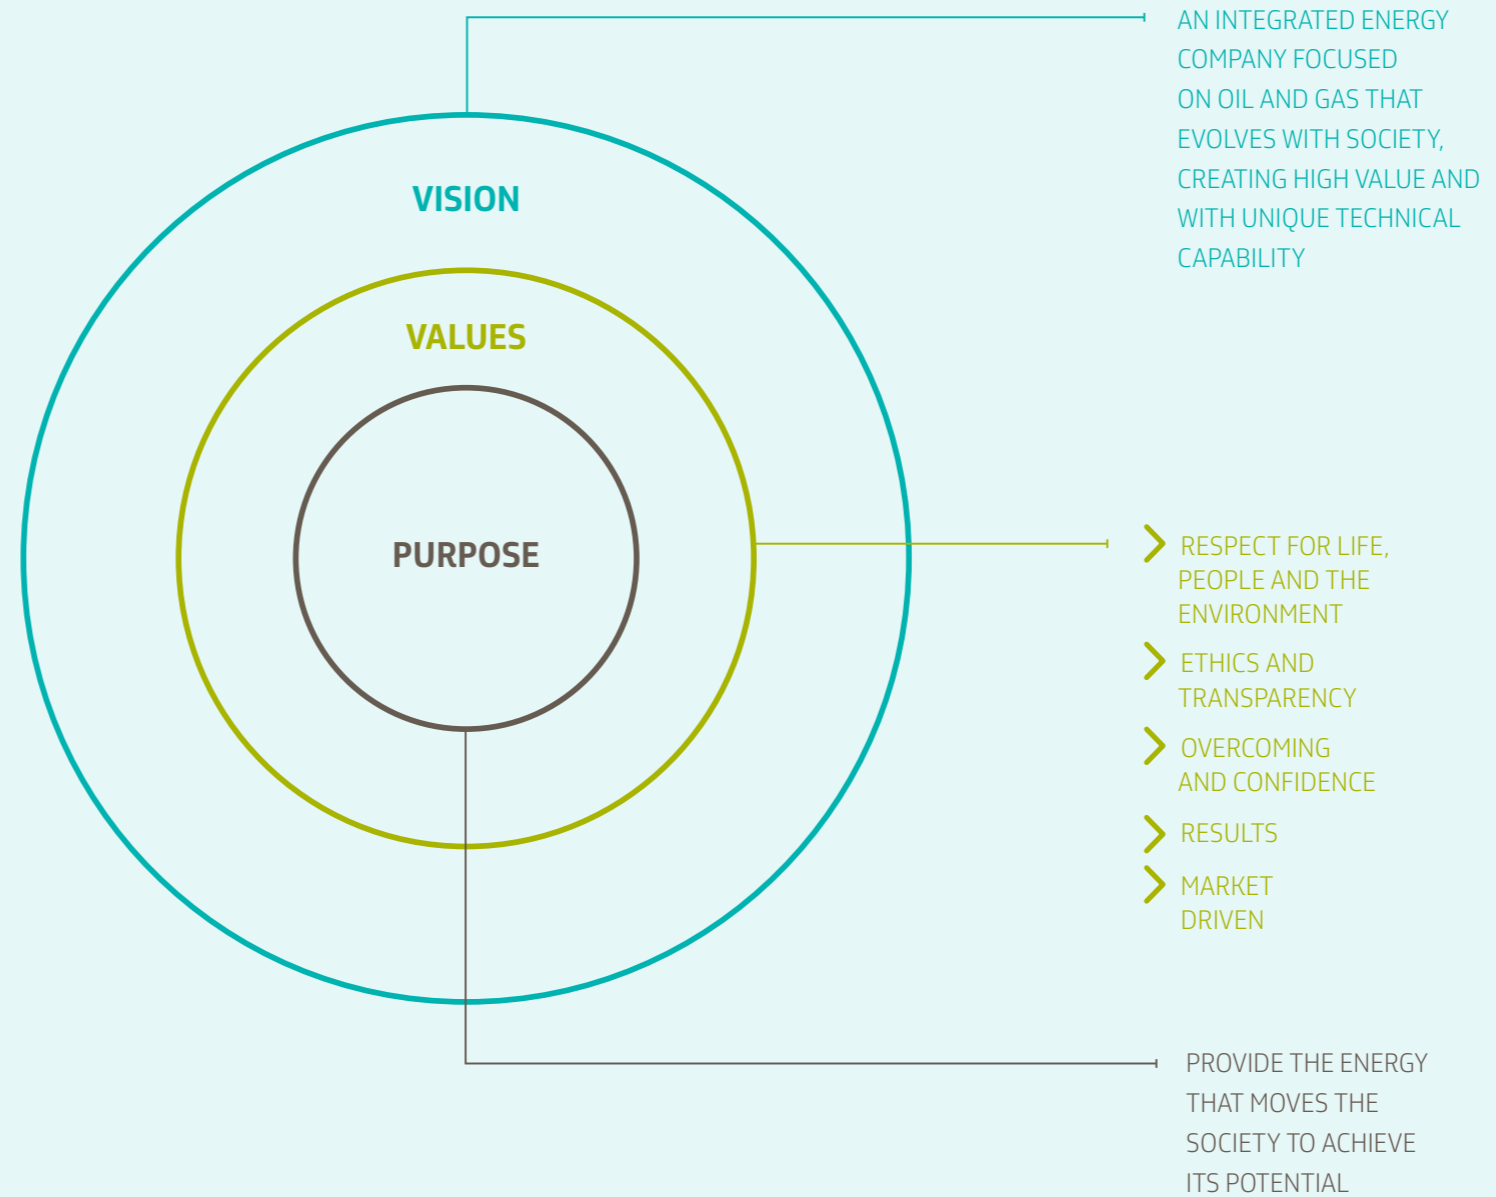 AN INTEGRATED ENERGY
COMPANY FOCUSED
ON OIL AND GAS THAT
EVOLVES WITH SOCIETY,
CREATING HIGH VALUE AND
WITH UNIQUE TECHNICAL
CAPABILITY
VISION
VALUES
PURPOSE
RESPECT FOR LIFE,
PEOPLE AND THE
ENVIRONMENT
ETHICS AND
TRANSPARENCY
OVERCOMING
AND CONFIDENCE
RESULTS
MARKET
DRIVEN
PROVIDE THE ENERGY
THAT MOVES THE
SOCIETY TO ACHIEVE
ITS POTENTIAL